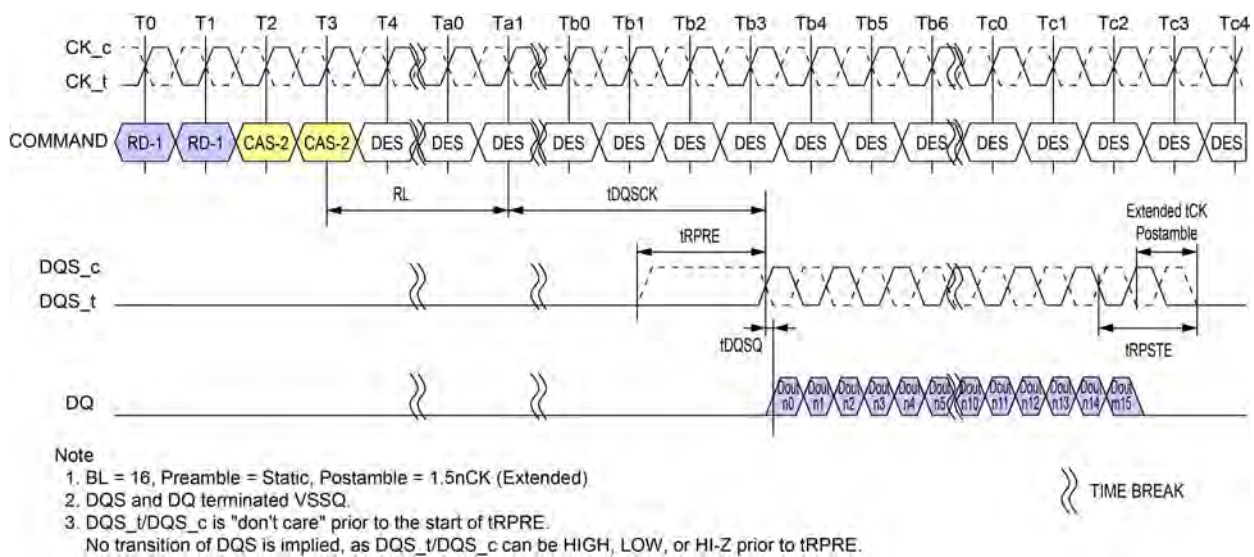 T0 T1 T2 T3 T4 Ta0 Ta1 Tb0 Tb1 Tb2 Tb3 Tb4 Tb5 Tb6 Tc0 Tc1 Tc2 Tc3 Tc4
CK_c
CK_t
COMMAND RD-1 RD-1 CAS-2 CAS-2 DES DES DES DES DES DES DES DES DES DES DES DES DES DES DES
RL tDQSCK
Extended tCK
Postamble
tRPRE
DQS_c
DQS_t
tDQSQ
tRPSTE
DQ
Dout n0 Dout n1 Dout n2 Dout n3 Dout n4 Dout n5 Dout n10 Dout n11 Dout n12 Dout n13 Dout n14 Dout m15
Note
1. BL = 16, Preamble = Static, Postamble = 1.5nCK (Extended)
2. DQS and DQ terminated VSSQ.
3. DQS_t/DQS_c is "don't care" prior to the start of tRPRE.
No transition of DQS is implied, as DQS_t/DQS_c can be HIGH, LOW, or HI-Z prior to tRPRE.
TIME BREAK